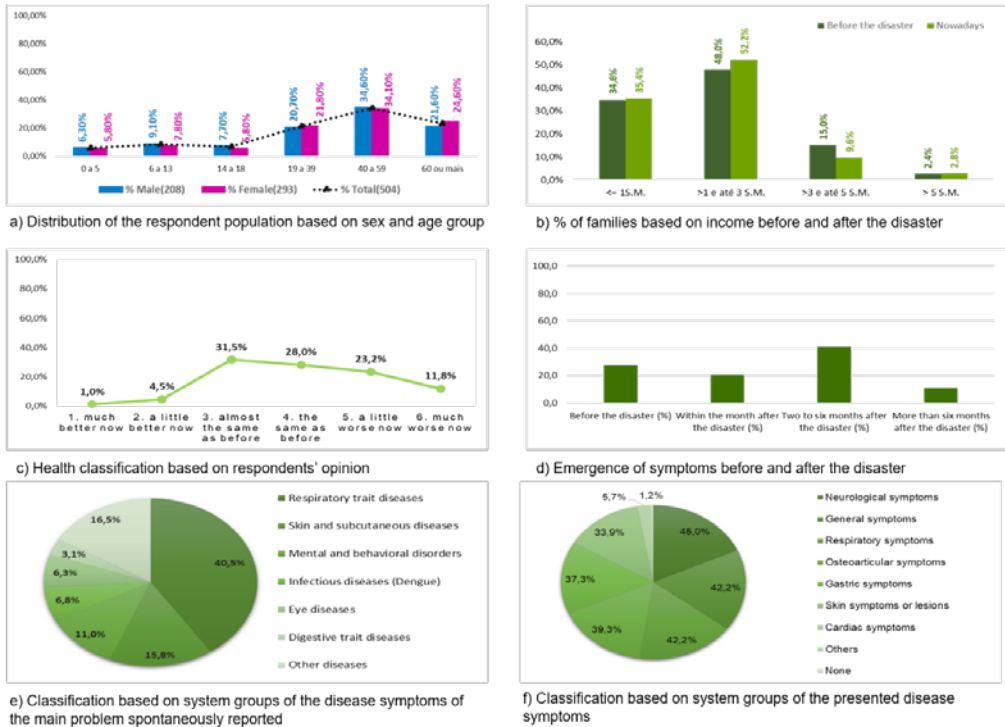 100,00%
80,00%
60,00%
40,00%
20,00%
0,00%
6,30%
5,80%
9,10%
7,80%
7,70%
5,80%
20,70%
21,80%
34,60%
34,10%
21,60%
24,60%
0 a 5
6 a 13
14 a 18
19 a 39
40 a 59
60 ou mais
% Male(208)
% Female(293)
% Total(504)
a) Distribution of the respondent population based on sex and age group
Before the disaster
Nowadays
60,0%
50,0%
40,0%
30,0%
20,0%
10,0%
0,0%
34,6%
35,4%
48,0%
52,2%
15,0%
9,6%
2,4%
2,8%
<= 1S.M.
>1 e até 3 S.M.
>3 e até 5 S.M.
> 5 S.M.
b) % of families based on income before and after the disaster
100,0%
80,0%
60,0%
40,0%
20,0%
0,0%
1,0%
4,5%
31,5%
28,0%
23,2%
11,8%
1. much
better now
2. a little
better now
3. almost
the same
as before
4. the
same as
before
5. a little
worse now
6. much
worse now
c) Health classification based on respondents' opinion
100,0
80,0
60,0
40,0
20,0
0,0
Before the disaster (%)
Within the month after
the disaster (%)
Two to six months after
the disaster (%)
More than six months
after the disaster (%)
d) Emergence of symptoms before and after the disaster
40,5%
15,8%
11,0%
6,8%
6,3%
3,1%
16,5%
Respiratory trait diseases
Skin and subcutaneous diseases
Mental and behavioral disorders
Infectious diseases (Dengue)
Eye diseases
Digestive trait diseases
Other diseases
e) Classification based on system groups of the disease symptoms of
the main problem spontaneously reported
45,0%
42,2%
42,2%
39,3%
37,3%
33,9%
5,7%
1,2%
Neurological symptoms
General symptoms
Respiratory symptoms
Osteoarticular symptoms
Gastric symptoms
Skin symptoms or lesions
Cardiac symptoms
Others
None
f) Classification based on system groups of the presented disease
symptoms